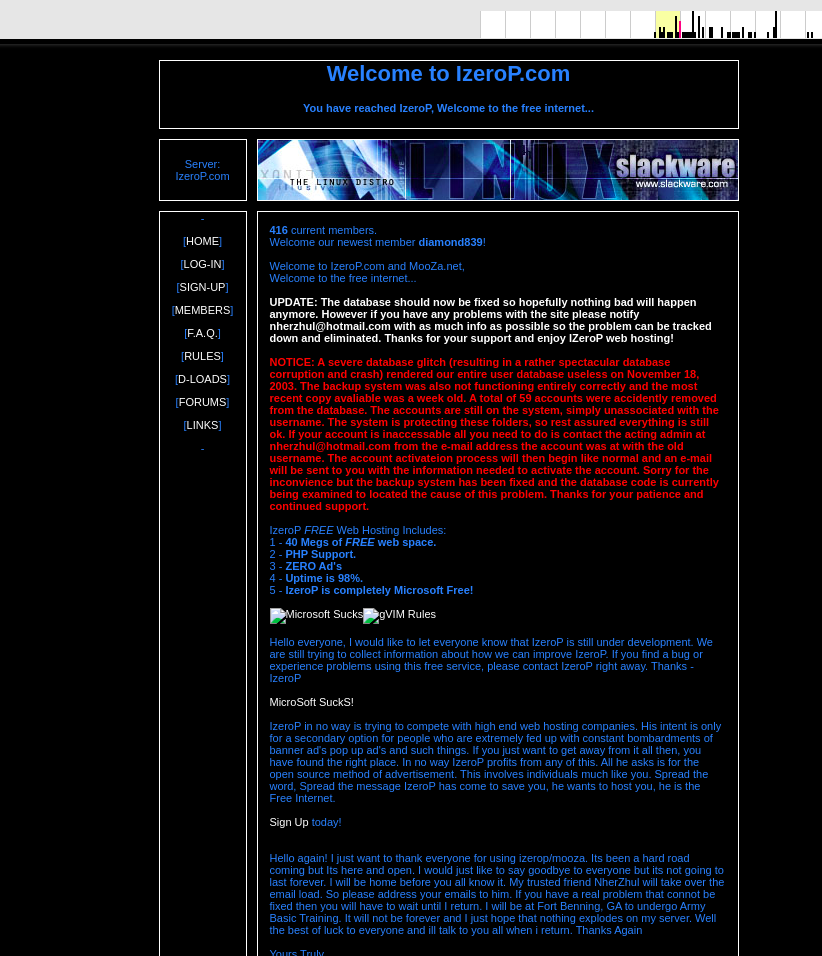 Welcome to IzeroP.com
You have reached IzeroP, Welcome to the free internet...
Server:
IzeroP.com
THE LINUX DISTRO
LINUX
slackware
www.slackware.com
-
[HOME]
[LOG-IN]
[SIGN-UP]
[MEMBERS]
[F.A.Q.]
[RULES]
[D-LOADS]
[FORUMS]
[LINKS]
-
416 current members.
Welcome our newest member diamond839!
Welcome to IzeroP.com and MooZa.net,
Welcome to the free internet...
UPDATE: The database should now be fixed so hopefully nothing bad will happen
anymore. However if you have any problems with the site please notify
nherzhul@hotmail.com with as much info as possible so the problem can be tracked
down and eliminated. Thanks for your support and enjoy IZeroP web hosting!
NOTICE: A severe database glitch (resulting in a rather spectacular database
corruption and crash) rendered our entire user database useless on November 18,
2003. The backup system was also not functioning entirely correctly and the most
recent copy avaliable was a week old. A total of 59 accounts were accidently removed
from the database. The accounts are still on the system, simply unassociated with the
username. The system is protecting these folders, so rest assured everything is still
ok. If your account is inaccessable all you need to do is contact the acting admin at
nherzhul@hotmail.com from the e-mail address the account was at with the old
username. The account activateion process will then begin like normal and an e-mail
will be sent to you with the information needed to activate the account. Sorry for the
inconvience but the backup system has been fixed and the database code is currently
being examined to located the cause of this problem. Thanks for your patience and
continued support.
IzeroP FREE Web Hosting Includes:
1 - 40 Megs of FREE web space.
2 - PHP Support.
3 - ZERO Ad's
4 - Uptime is 98%.
5 - IzeroP is completely Microsoft Free!
Microsoft Sucks gVIM Rules
Hello everyone, I would like to let everyone know that IzeroP is still under development. We
are still trying to collect information about how we can improve IzeroP. If you find a bug or
experience problems using this free service, please contact IzeroP right away. Thanks -
IzeroP
MicroSoft SuckS!
IzeroP in no way is trying to compete with high end web hosting companies. His intent is only
for a secondary option for people who are extremely fed up with constant bombardments of
banner ad's pop up ad's and such things. If you just want to get away from it all then, you
have found the right place. In no way IzeroP profits from any of this. All he asks is for the
open source method of advertisement. This involves individuals much like you. Spread the
word, Spread the message IzeroP has come to save you, he wants to host you, he is the
Free Internet.
Sign Up today!
Hello again! I just want to thank everyone for using izerop/mooza. Its been a hard road
coming but Its here and open. I would just like to say goodbye to everyone but its not going to
last forever. I will be home before you all know it. My trusted friend NherZhul will take over the
email load. So please address your emails to him. If you have a real problem that connot be
fixed then you will have to wait until I return. I will be at Fort Benning, GA to undergo Army
Basic Training. It will not be forever and I just hope that nothing explodes on my server. Well
the best of luck to everyone and ill talk to you all when i return. Thanks Again
Yours Truly